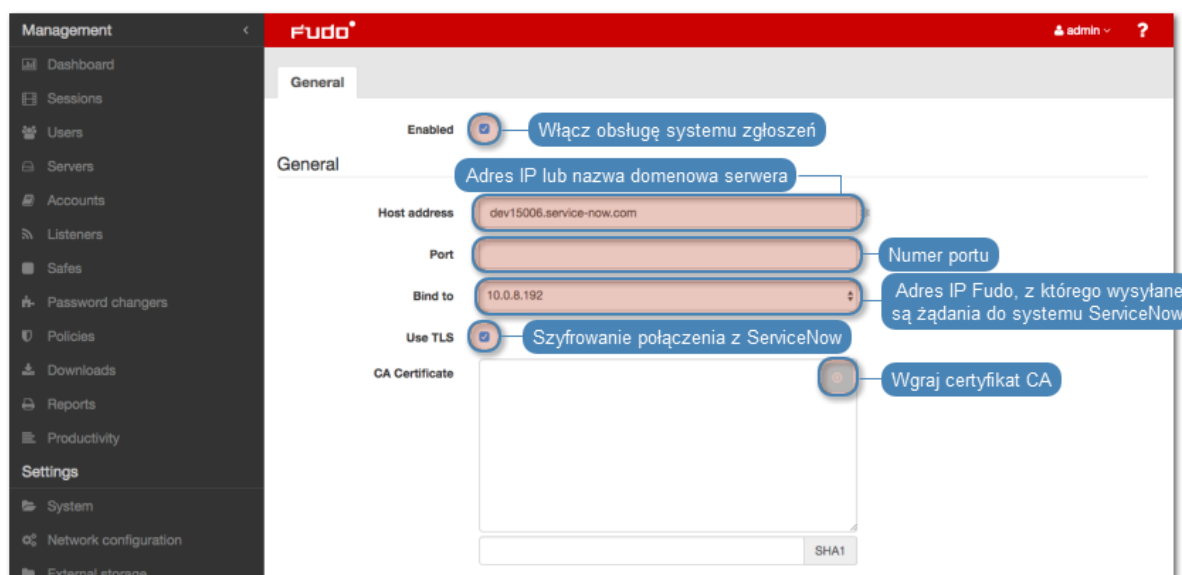 Management
Fudo
admin
?
Dashboard
Sessions
Users
Servers
Accounts
Listeners
Safes
Password changers
Policies
Downloads
Reports
Productivity
Settings
System
Network configuration
External storage
General
Enabled
Włącz obsługę systemu zgłoszeń
General
Adres IP lub nazwa domenowa serwera
Host address
dev15006.service-now.com
Port
Numer portu
Bind to
10.0.8.192
Adres IP Fudo, z którego wysyłane
są żądania do systemu ServiceNow
Use TLS
Szyfrowanie połączenia z ServiceNow
CA Certificate
Wgraj certyfikat CA
SHA1